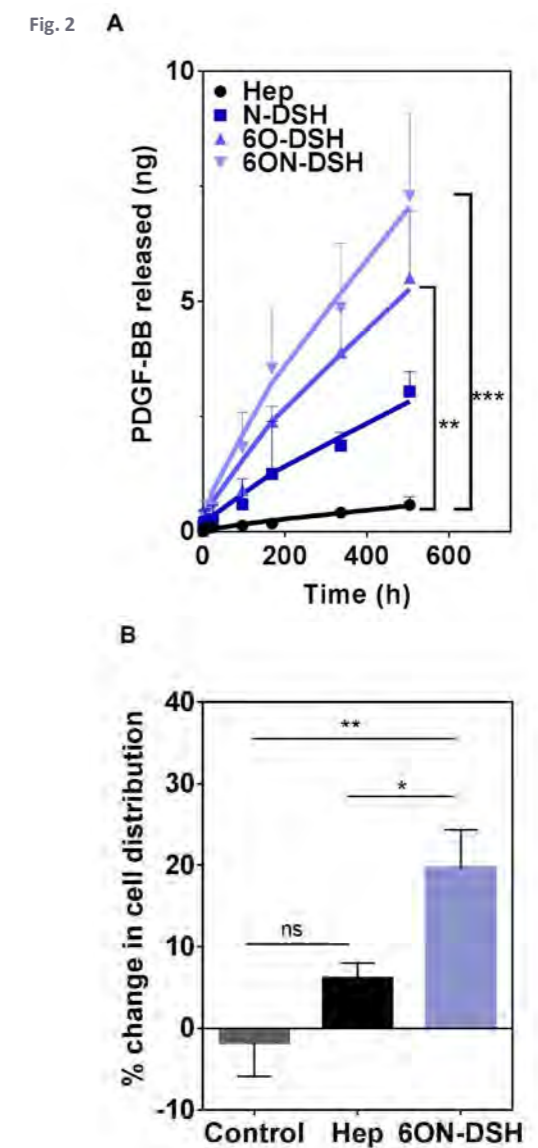 Fig. 2
A
10
Hep
N-DSH
6O-DSH
6ON-DSH
PDGF-BB released (ng)
5
***
**
0
0 200 400 600
Time (h)
B
40
**
30
*
% change in cell distribution
20
ns
10
0
-10
Control Hep 6ON-DSH